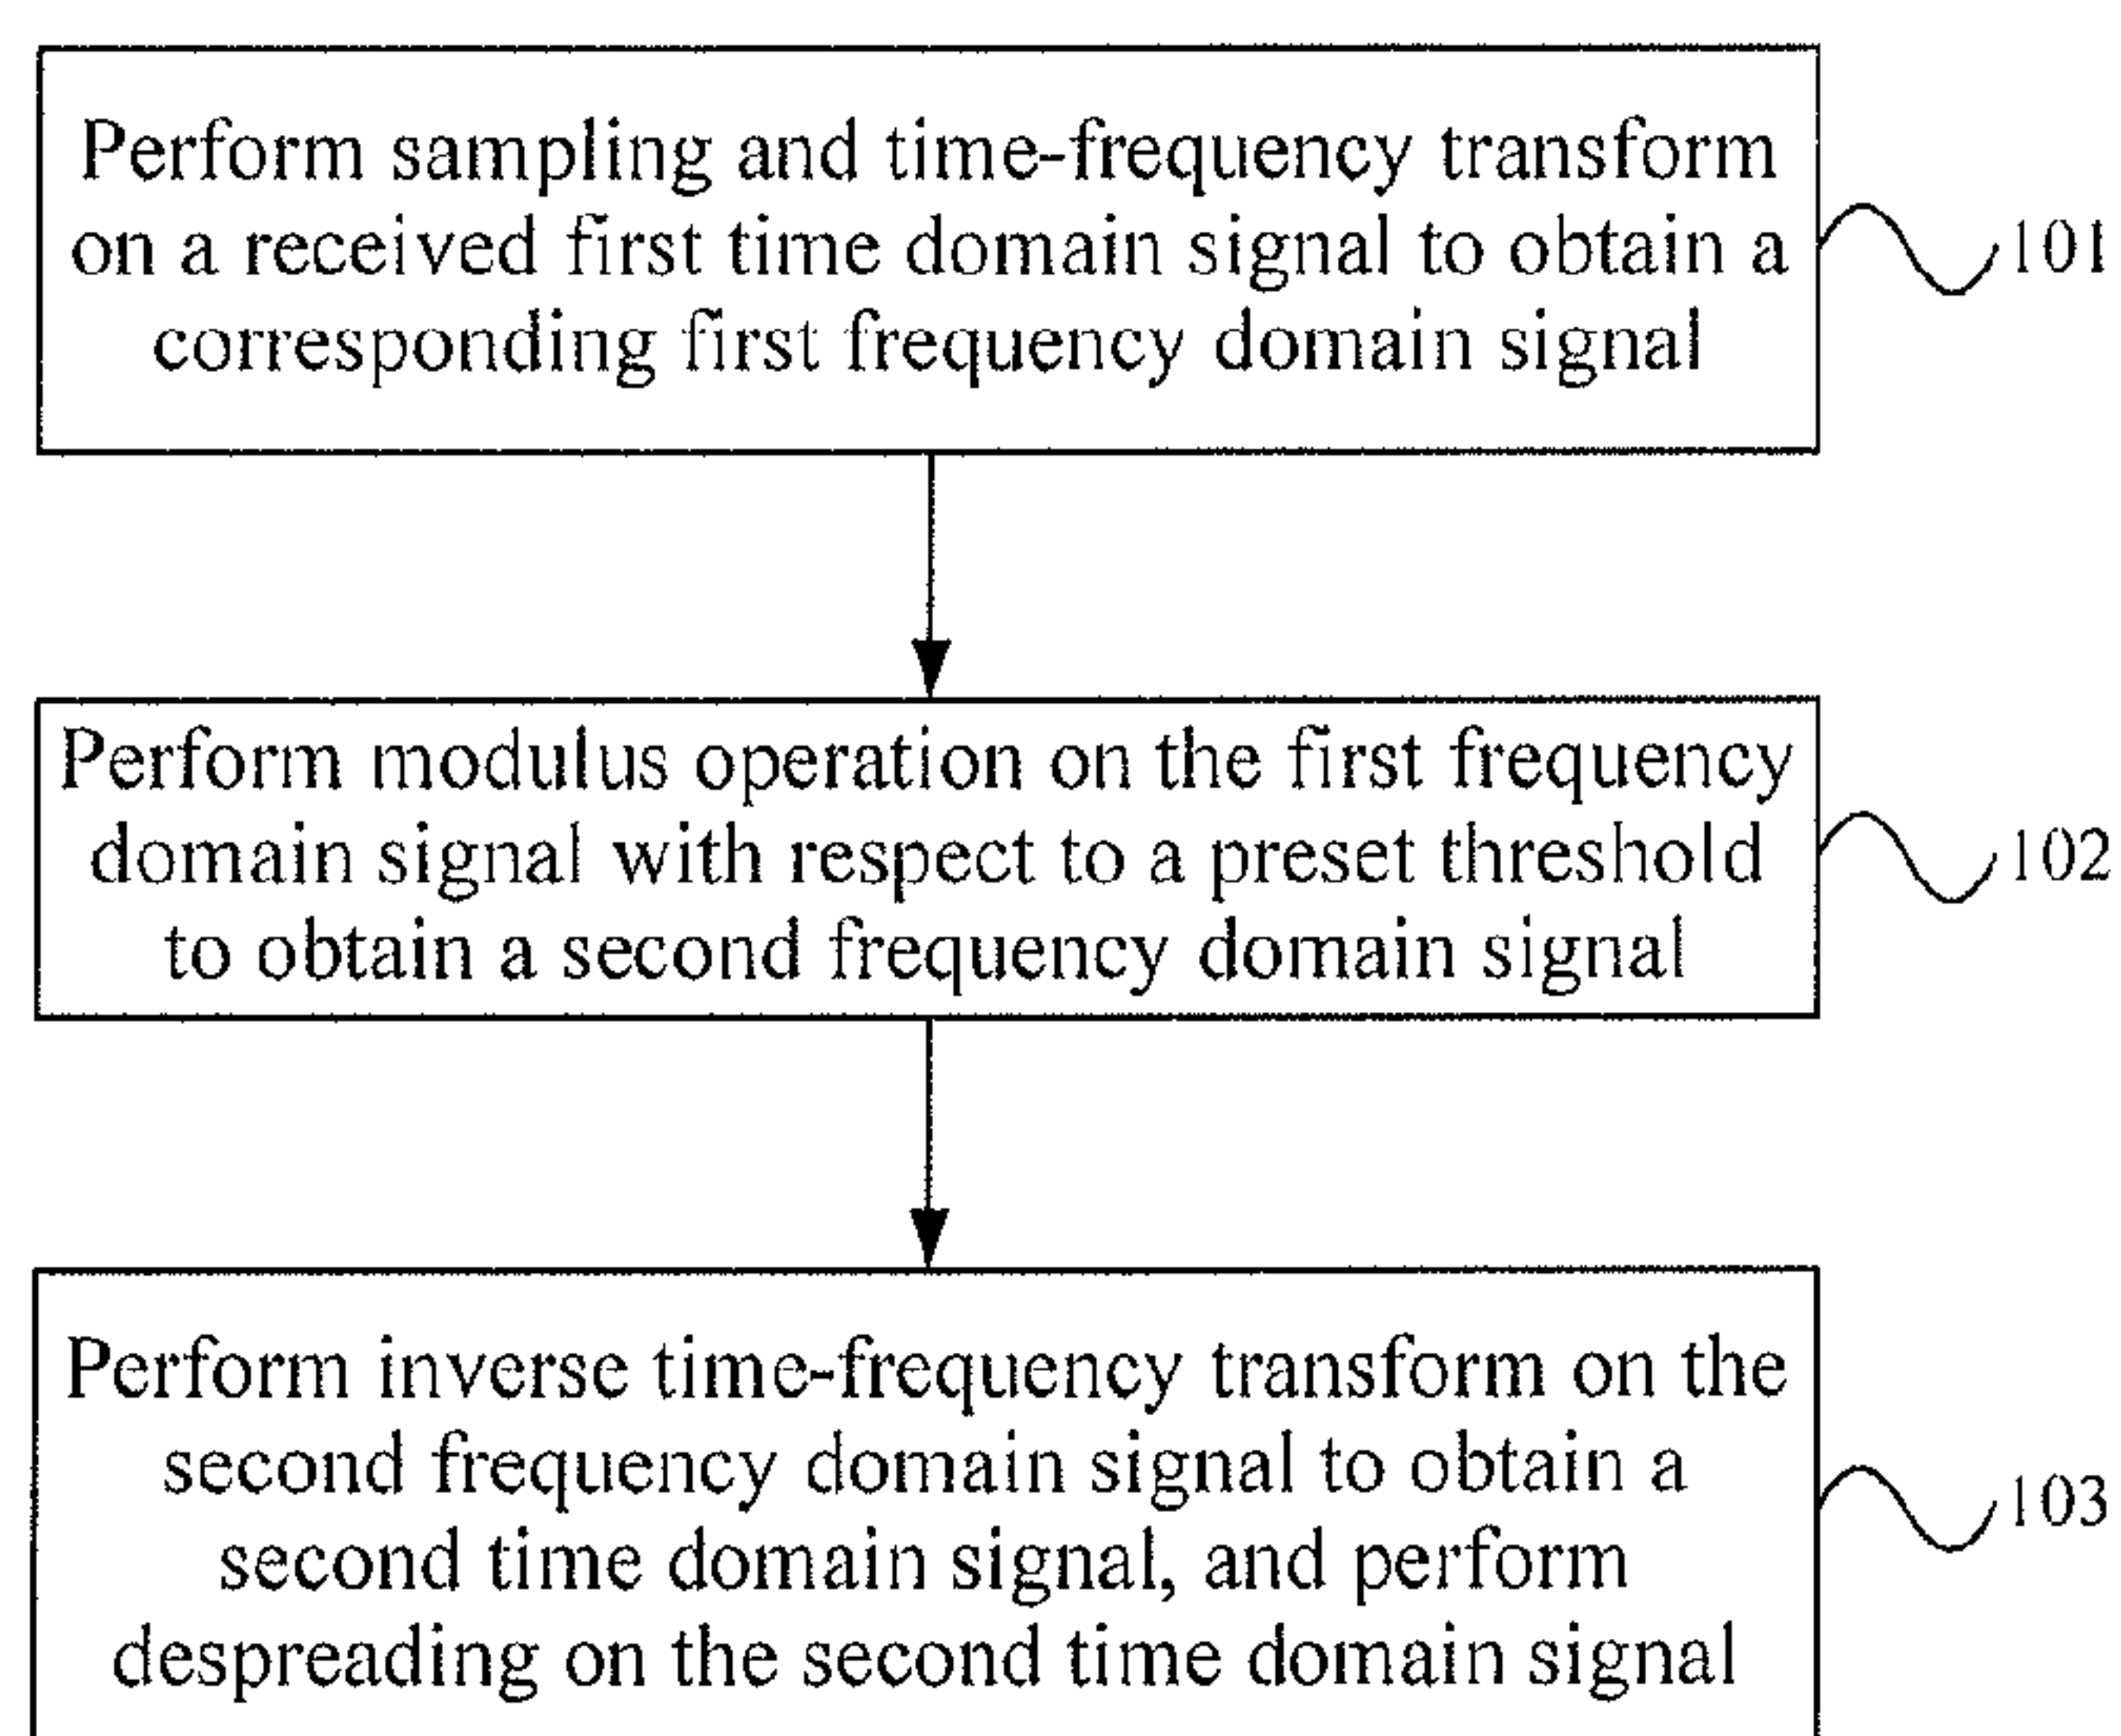 Perform sampling and time-frequency transform
on a received first time domain signal to obtain a
corresponding first frequency domain signal
101
Perform modulus operation on the first frequency
domain signal with respect to a preset threshold
to obtain a second frequency domain signal
102
Perform inverse time-frequency transform on the
second frequency domain signal to obtain a
second time domain signal, and perform
despreading on the second time domain signal
103